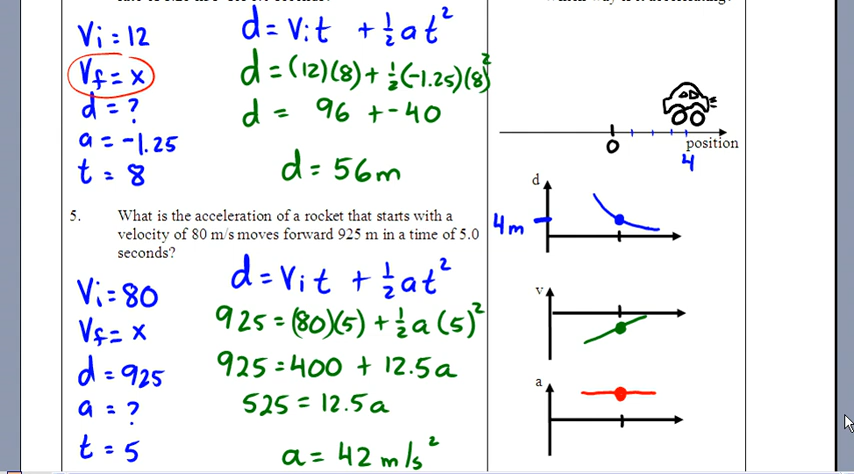 Vi = 12
Vf = x
d = ?
a = -1.25
t = 8
d = Vit + ½at²
d = (12)(8) + ½(-1.25)(8)²
d = 96 + -40
d = 56m
5. What is the acceleration of a rocket that starts with a
velocity of 80 m/s moves forward 925 m in a time of 5.0
seconds?
Vi = 80
Vf = x
d = 925
a = ?
t = 5
d = Vit + ½at²
925 = (80)(5) + ½a(5)²
925 = 400 + 12.5a
525 = 12.5a
a = 42 m/s²
0
position
4
d
4m
v
a